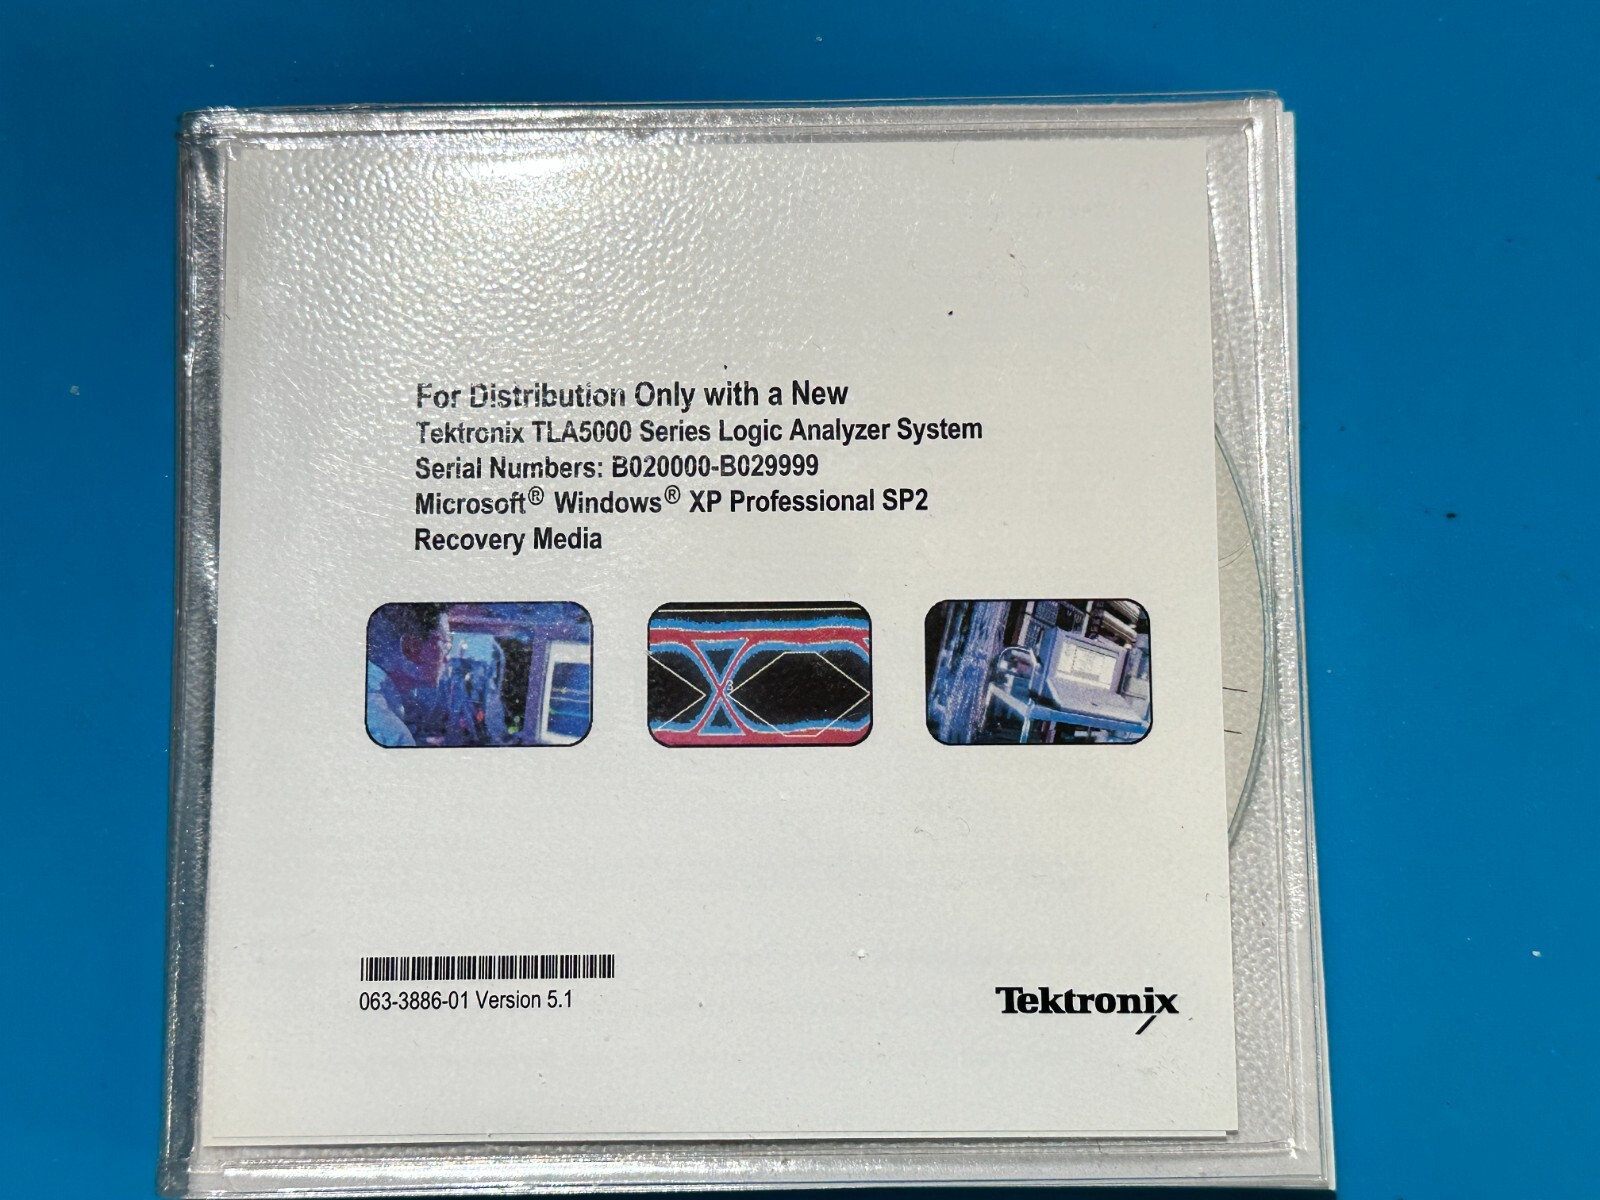 For Distribution Only with a New
Tektronix TLA5000 Series Logic Analyzer System
Serial Numbers: B020000-B029999
Microsoft® Windows® XP Professional SP2
Recovery Media
3
063-3886-01 Version 5.1
Tektronix